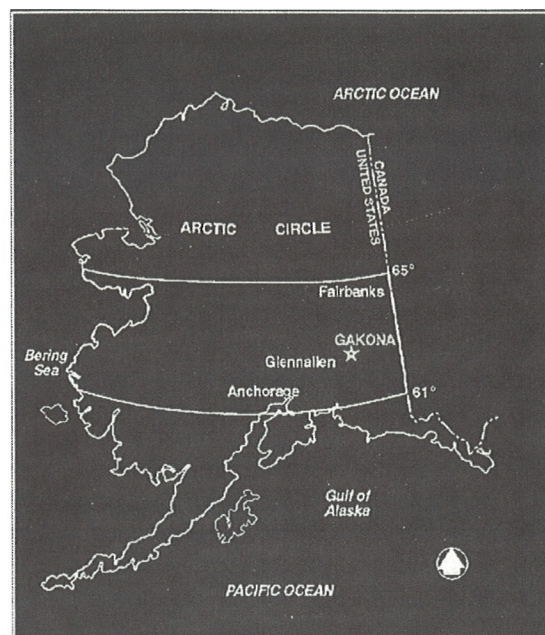 ARCTIC OCEAN
CANADA
UNITED STATES
ARCTIC CIRCLE
65°
Fairbanks
GAKONA
Bering
Sea
Glennallen
Anchorage
61°
Gulf of
Alaska
PACIFIC OCEAN